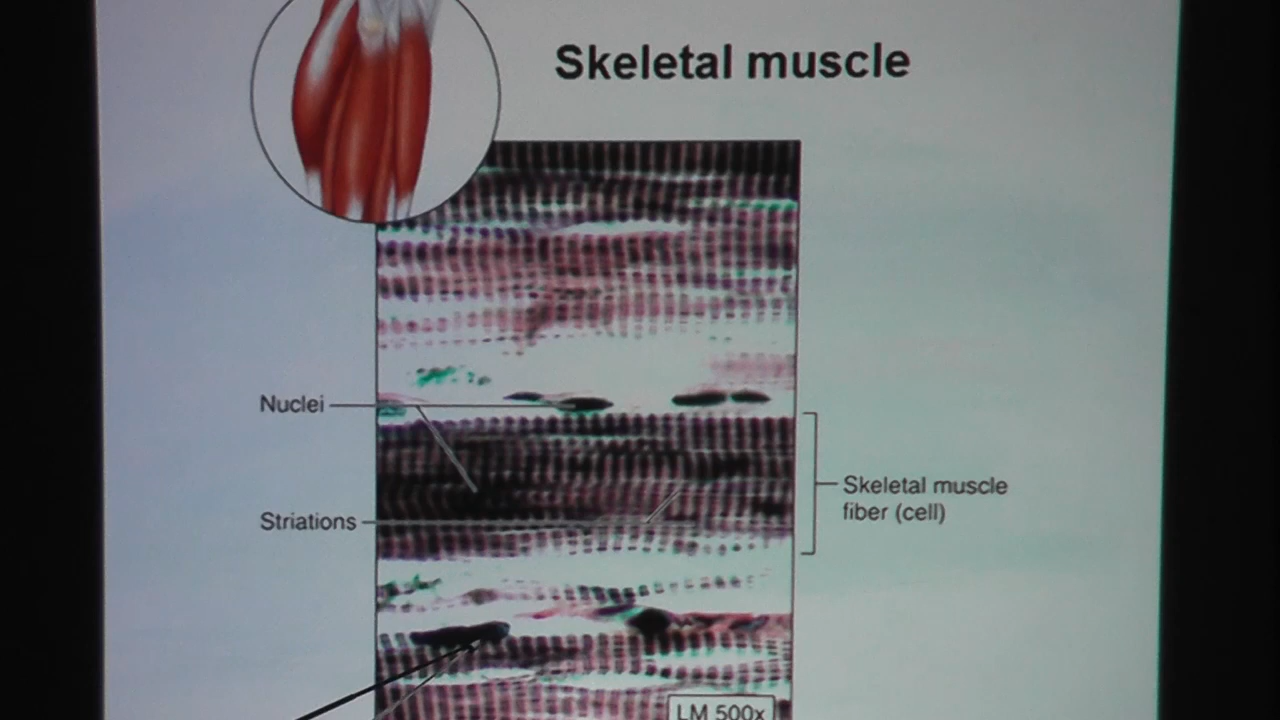 Skeletal muscle
Nuclei
Striations
Skeletal muscle
fiber (cell)
LM 500x